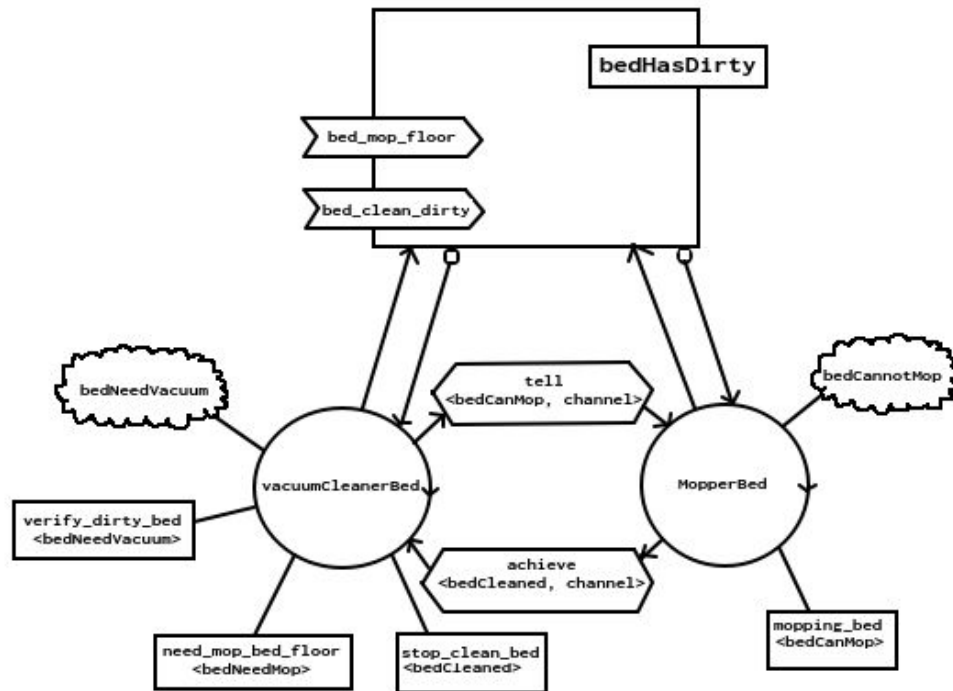 bedHasDirty
bed_mop_floor
bed_clean_dirty
bedNeedVacuum
tell
<bedCanMop, channel>
bedCannotMop
vacuumCleanerBed
MopperBed
verify_dirty_bed
<bedNeedVacuum>
achieve
<bedCleaned, channel>
need_mop_bed_floor
<bedNeedMop>
stop_clean_bed
<bedCleaned>
mopping_bed
<bedCanMop>